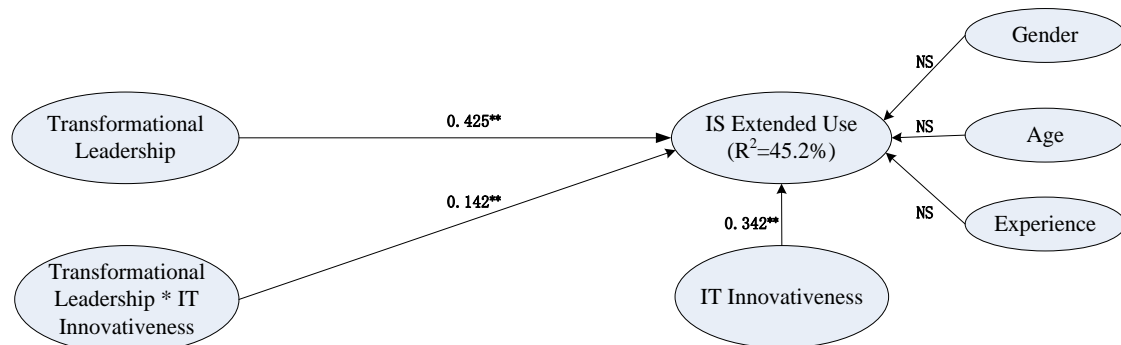 Gender
NS
Transformational
Leadership
0.425**
IS Extended Use
(R²=45.2%)
NS
Age
0.142**
NS
Experience
0.342**
Transformational
Leadership * IT
Innovativeness
IT Innovativeness